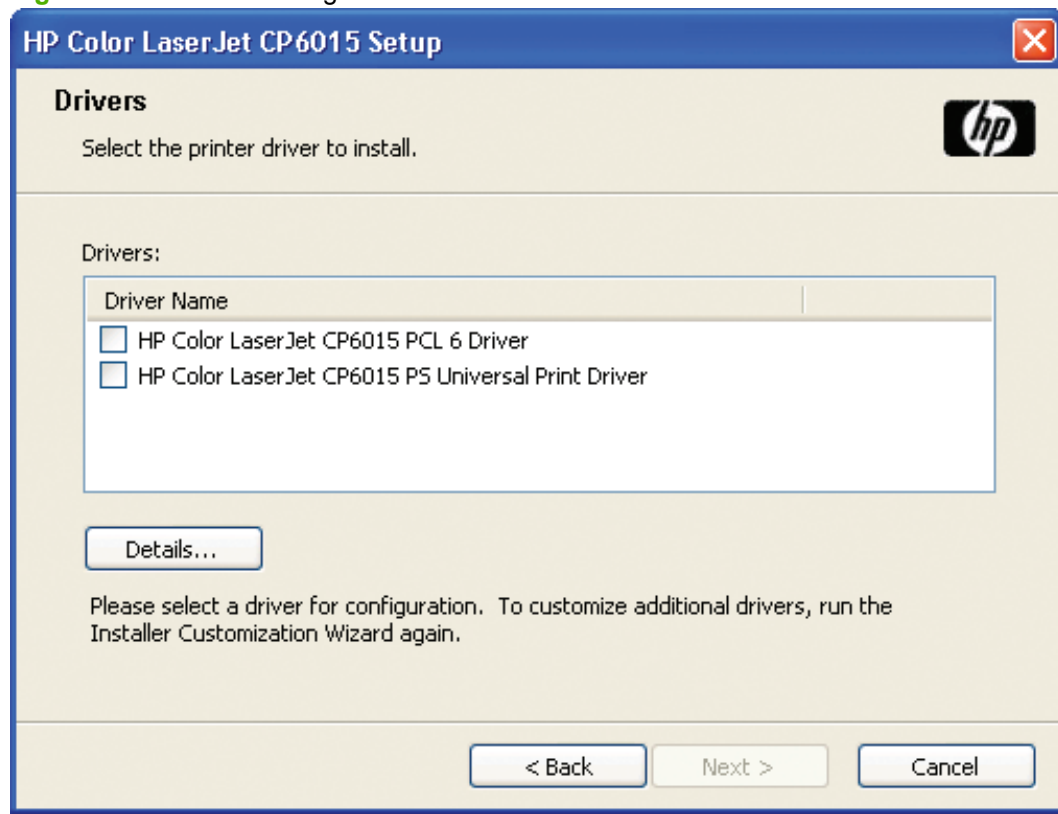 HP Color LaserJet CP6015 Setup
Drivers
hp
Select the printer driver to install.
Drivers:
Driver Name
HP Color LaserJet CP6015 PCL 6 Driver
HP Color LaserJet CP6015 PS Universal Print Driver
Details...
Please select a driver for configuration. To customize additional drivers, run the
Installer Customization Wizard again.
< Back
Next >
Cancel